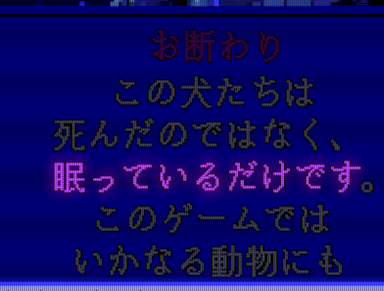 お断わり
この犬たちは
死んだのではなく、
眠っているだけです。
このゲームでは
いかなる動物にも